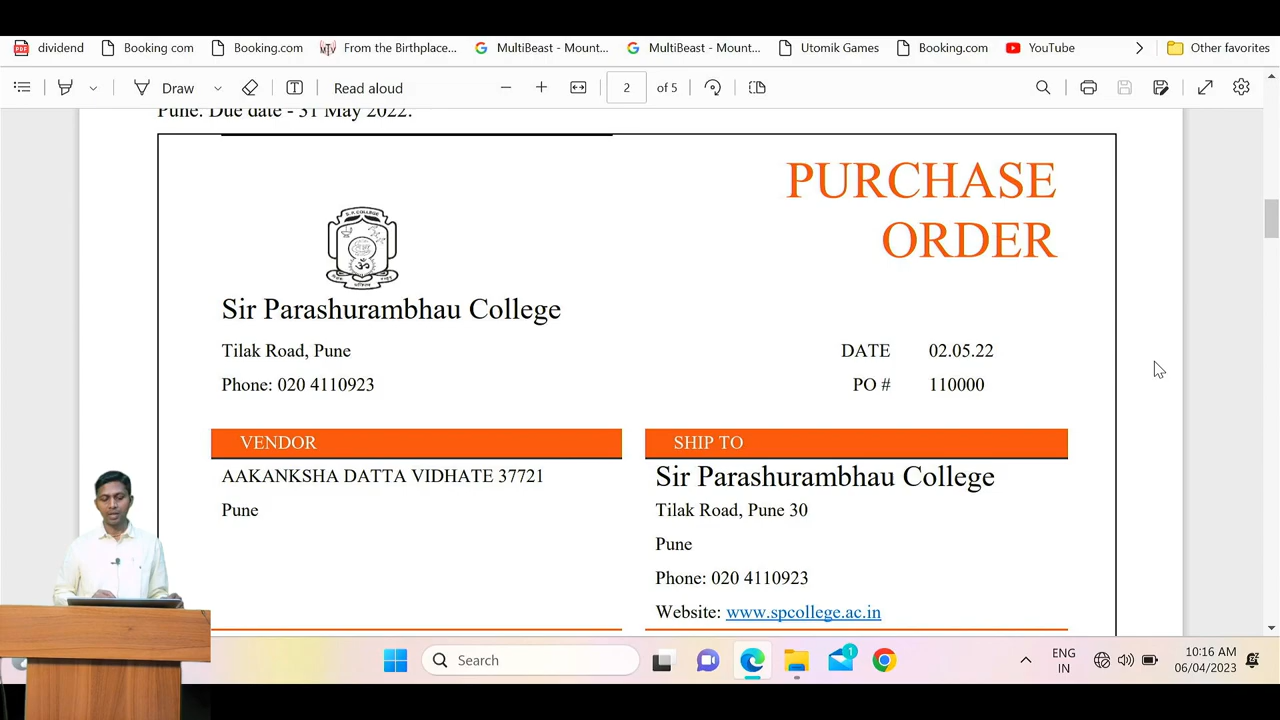 dividend Booking com Booking.com From the Birthplace... MultiBeast - Mount... MultiBeast - Mount... Utomik Games Booking.com YouTube Other favorites
Draw Read aloud 2 of 5
Pune. Due date - 31 May 2022.
PURCHASE
ORDER
Sir Parashurambhau College
Tilak Road, Pune
DATE 02.05.22
Phone: 020 4110923
PO # 110000
VENDOR
AAKANKSHA DATTA VIDHATE 37721
Pune
SHIP TO
Sir Parashurambhau College
Tilak Road, Pune 30
Pune
Phone: 020 4110923
Website: www.spcollege.ac.in
Search
1
ENG
IN
10:16 AM
06/04/2023